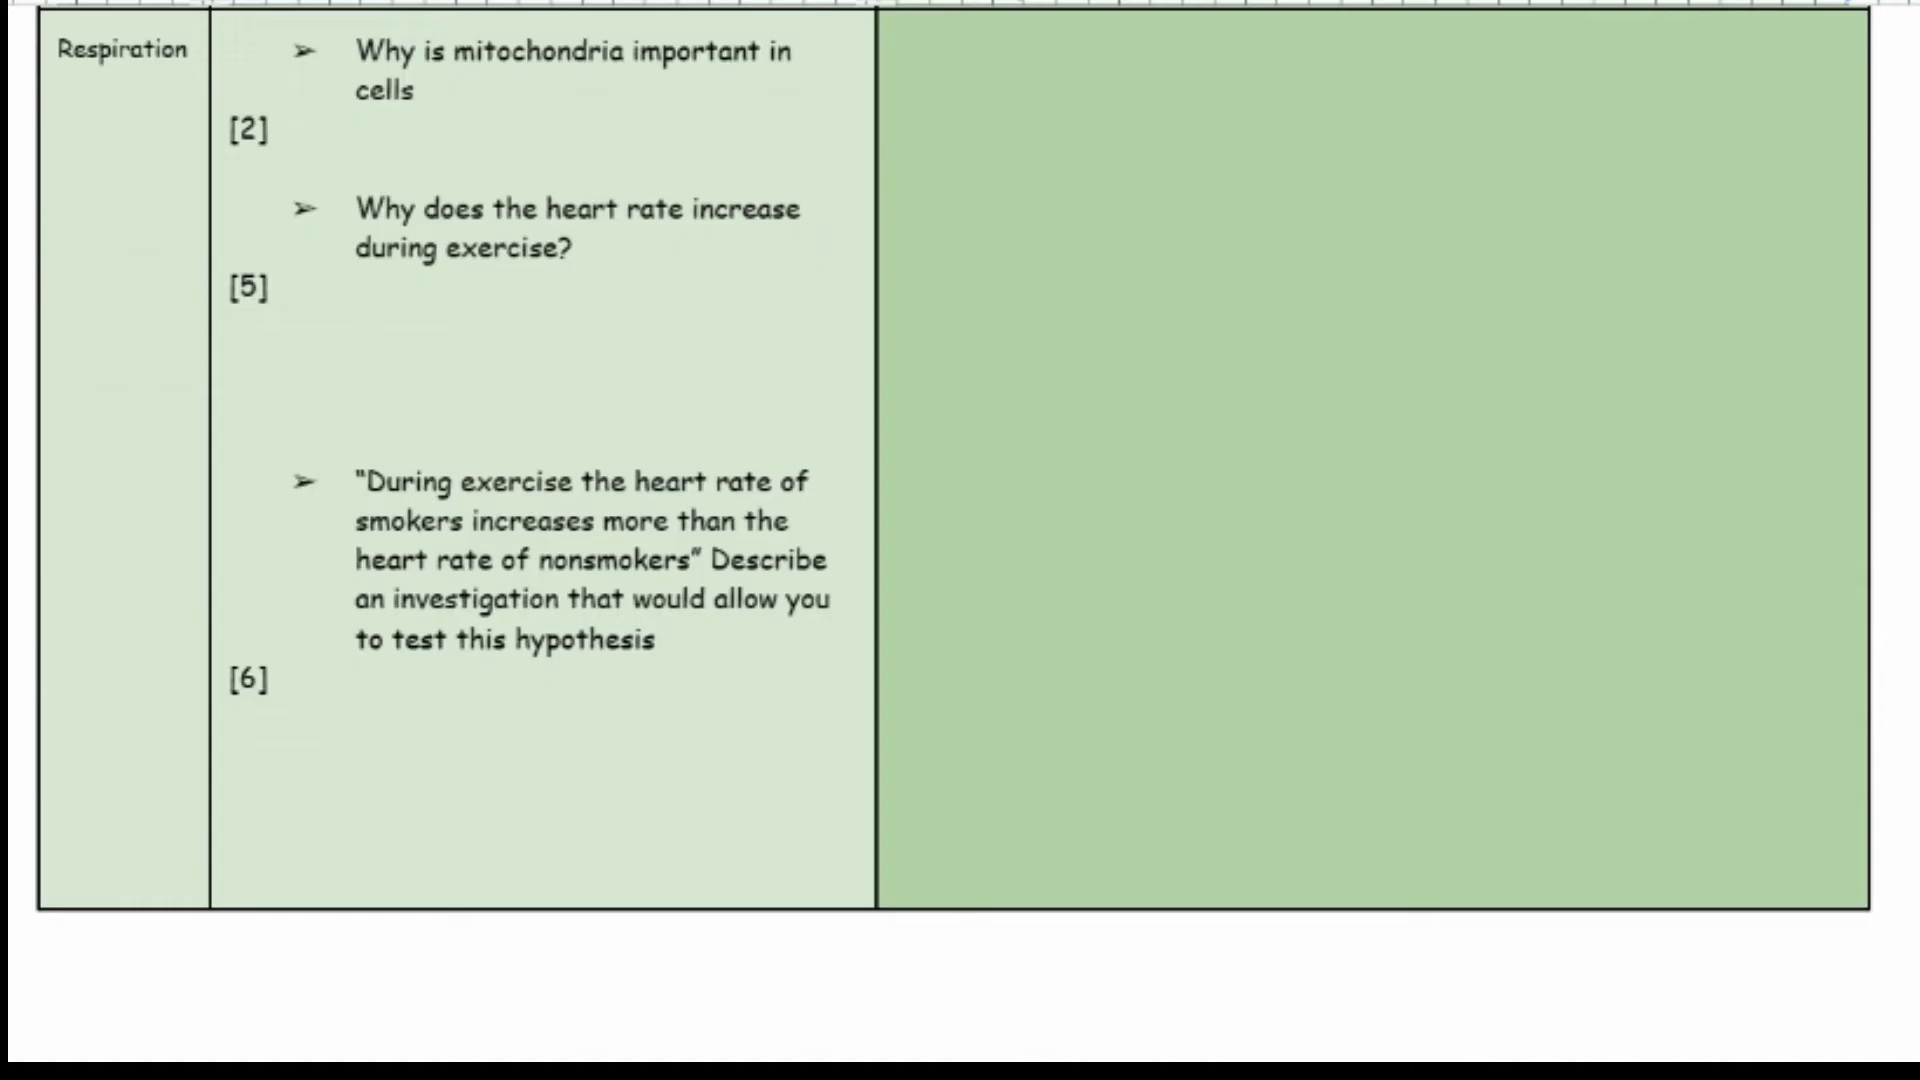 Respiration
➢ Why is mitochondria important in
cells
[2]
➢ Why does the heart rate increase
during exercise?
[5]
➢ "During exercise the heart rate of
smokers increases more than the
heart rate of nonsmokers” Describe
an investigation that would allow you
to test this hypothesis
[6]